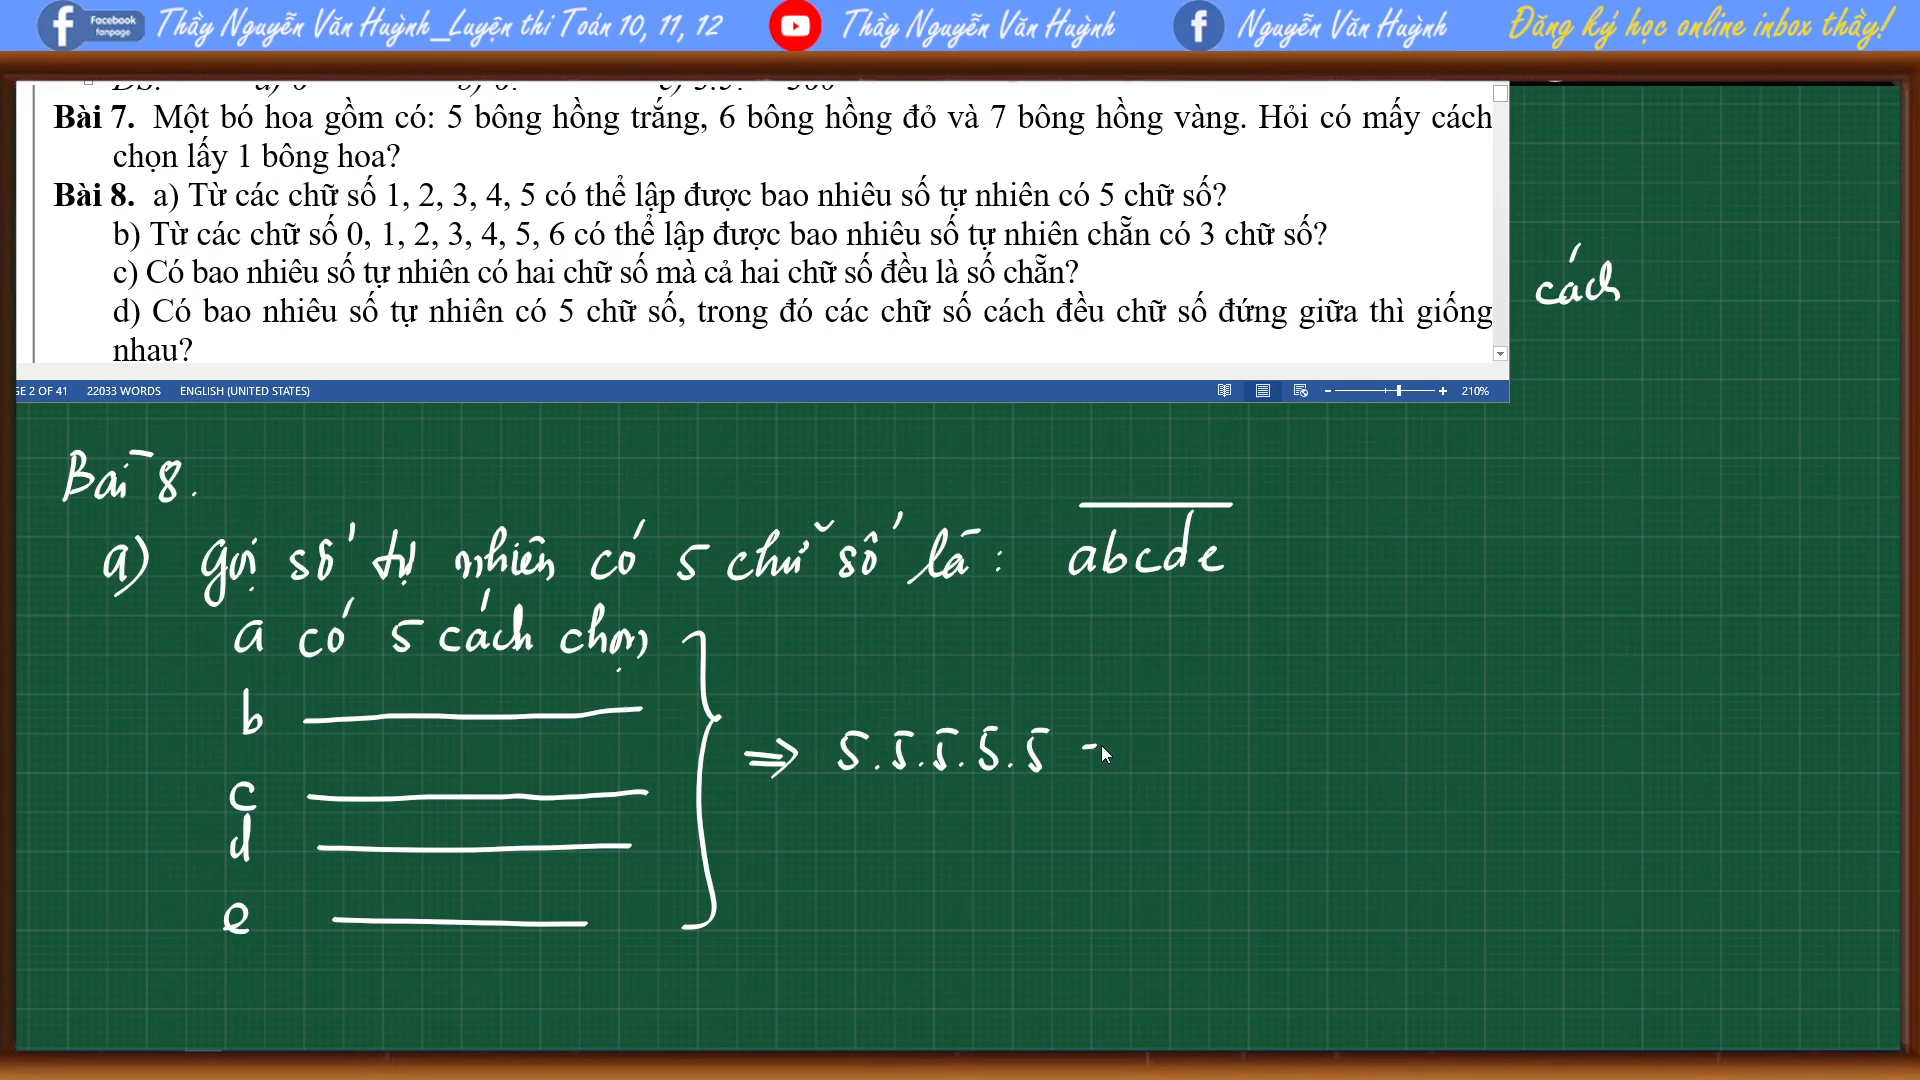 Facebook fanpage Thầy Nguyễn Văn Huỳnh_Luyện thi Toán 10, 11, 12 Thầy Nguyễn Văn Huỳnh Nguyễn Văn Huỳnh Đăng ký học online inbox thầy!
Bài 7. Một bó hoa gồm có: 5 bông hồng trắng, 6 bông hồng đỏ và 7 bông hồng vàng. Hỏi có mấy cách
chọn lấy 1 bông hoa?
Bài 8. a) Từ các chữ số 1, 2, 3, 4, 5 có thể lập được bao nhiêu số tự nhiên có 5 chữ số?
b) Từ các chữ số 0, 1, 2, 3, 4, 5, 6 có thể lập được bao nhiêu số tự nhiên chẵn có 3 chữ số?
c) Có bao nhiêu số tự nhiên có hai chữ số mà cả hai chữ số đều là số chẵn?
d) Có bao nhiêu số tự nhiên có 5 chữ số, trong đó các chữ số cách đều chữ số đứng giữa thì giống
nhau?
cách
GE 2 OF 41 22033 WORDS ENGLISH (UNITED STATES) 210%
Bài 8.
a) gọi số tự nhiên có 5 chữ số là: abcde
a có 5 cách chọn
b
⇒ 5.5.5.5.5 -
c
d
e